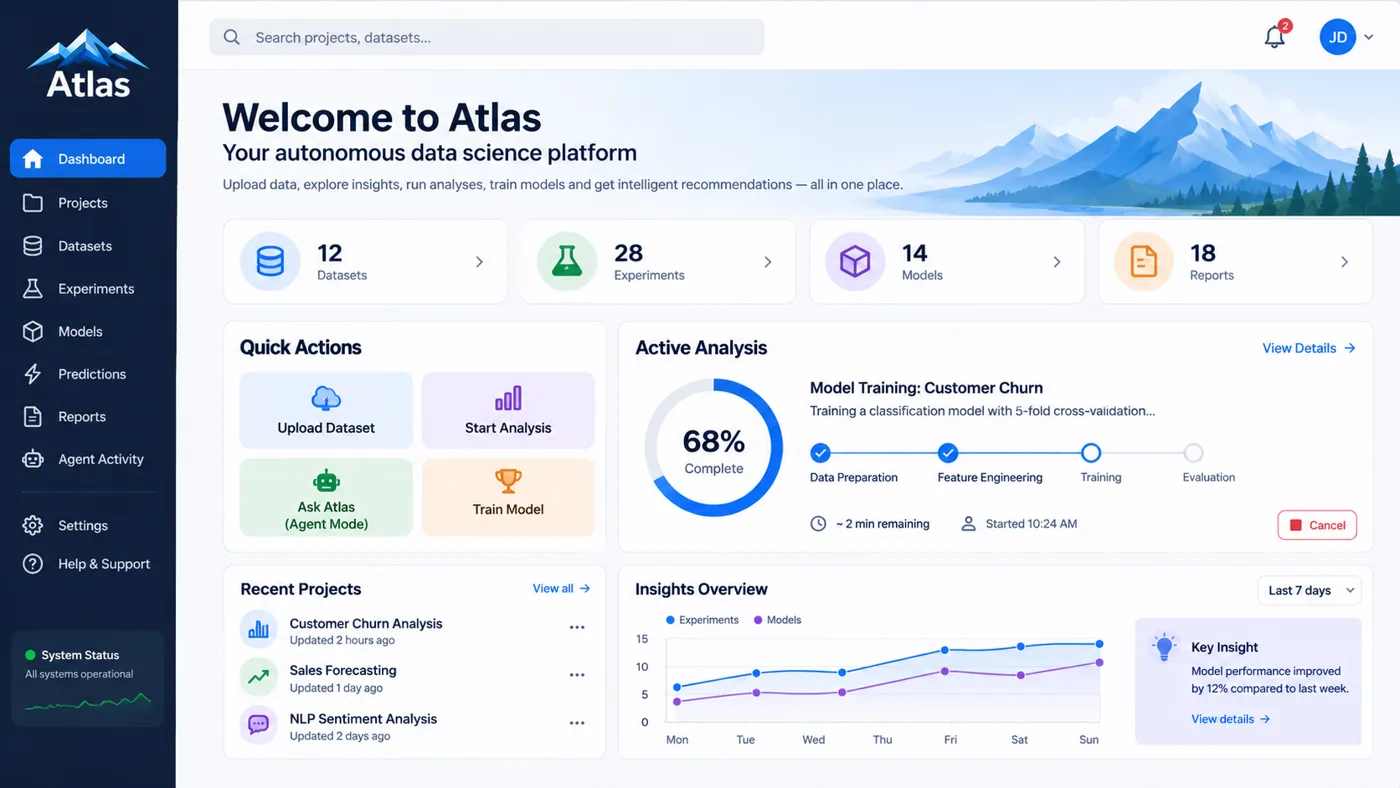 Atlas
Dashboard
Projects
Datasets
Experiments
Models
Predictions
Reports
Agent Activity
Settings
Help & Support
System Status
All systems operational
Search projects, datasets...
2
JD
Welcome to Atlas
Your autonomous data science platform
Upload data, explore insights, run analyses, train models and get intelligent recommendations — all in one place.
12
Datasets
28
Experiments
14
Models
18
Reports
Quick Actions
Upload Dataset
Start Analysis
Ask Atlas
(Agent Mode)
Train Model
Active Analysis
View Details →
68%
Complete
Model Training: Customer Churn
Training a classification model with 5-fold cross-validation...
Data Preparation
Feature Engineering
Training
Evaluation
~ 2 min remaining
Started 10:24 AM
Cancel
Recent Projects
View all →
Customer Churn Analysis
Updated 2 hours ago
Sales Forecasting
Updated 1 day ago
NLP Sentiment Analysis
Updated 2 days ago
Insights Overview
Last 7 days
Experiments
Models
15
10
5
0
Mon
Tue
Wed
Thu
Fri
Sat
Sun
Key Insight
Model performance improved
by 12% compared to last week.
View details →